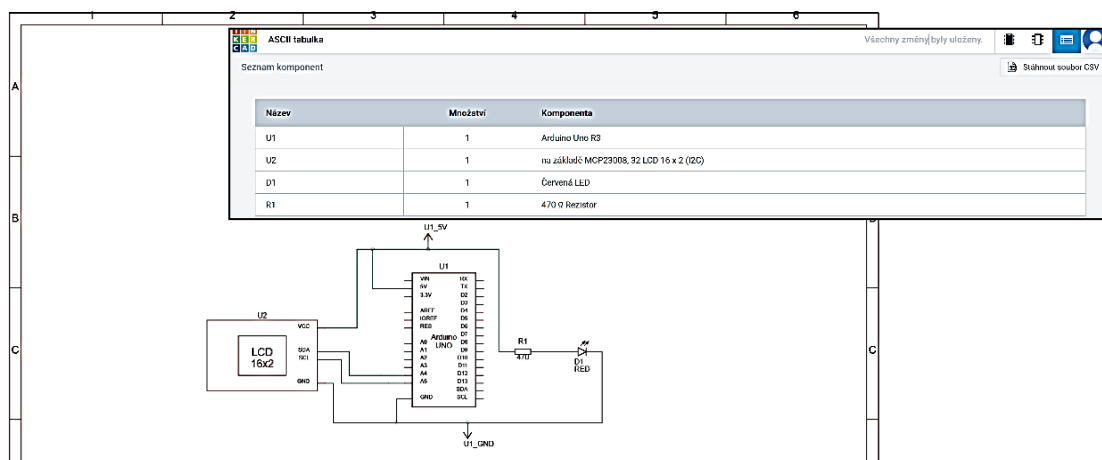 1 2 3 4 5 6
TIN
KER
CAD
ASCII tabulka
Všechny změny byly uloženy.
Seznam komponent
Stáhnout soubor CSV
Název Množství Komponenta
U1 1 Arduino Uno R3
U2 1 na základě MCP23008, 32 LCD 16 x 2 (I2C)
D1 1 Červená LED
R1 1 470 Ω Rezistor
A
B
C
C
U1_5V
U1
VIN RX
5V TX
3.3V D2
D3
AREF D4
IOREF D5
RES D6
D7
A0 D8
A1 D9
A2 D10
A3 D11
A4 D12
A5 D13
SDA
GND SCL
Arduino
UNO
U2
VCC
SDA
SCL
GND
LCD
16x2
R1
470
D1
RED
U1_GND